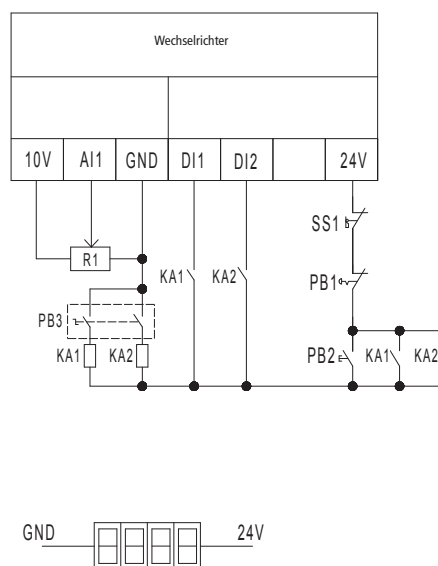 Wechselrichter
10V AI1 GND DI1 DI2 24V
SS1
R1
KA1 KA2 PB1
PB3
KA1 KA2 PB2 KA1 KA2
GND 24V